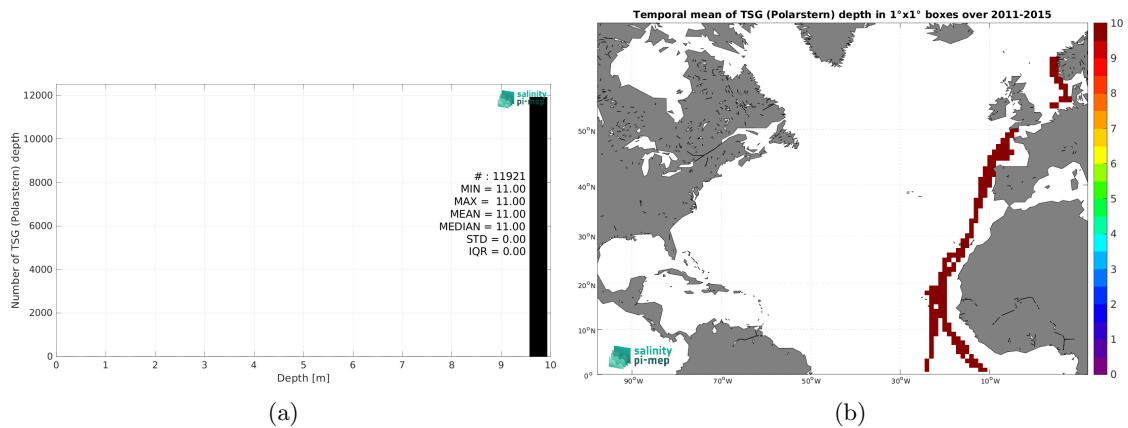 salinity
pi-mep
12000
10000
8000
6000
4000
2000
0
Number of TSG (Polarstern) depth
# : 11921
MIN = 11.00
MAX = 11.00
MEAN = 11.00
MEDIAN = 11.00
STD = 0.00
IQR = 0.00
0 1 2 3 4 5 6 7 8 9 10
Depth [m]
(a)
Temporal mean of TSG (Polarstern) depth in 1°x1° boxes over 2011-2015
50°N
40°N
30°N
20°N
10°N
0°
90°W 70°W 50°W 30°W 10°W
salinity
pi-mep
10
9
8
7
6
5
4
3
2
1
0
(b)